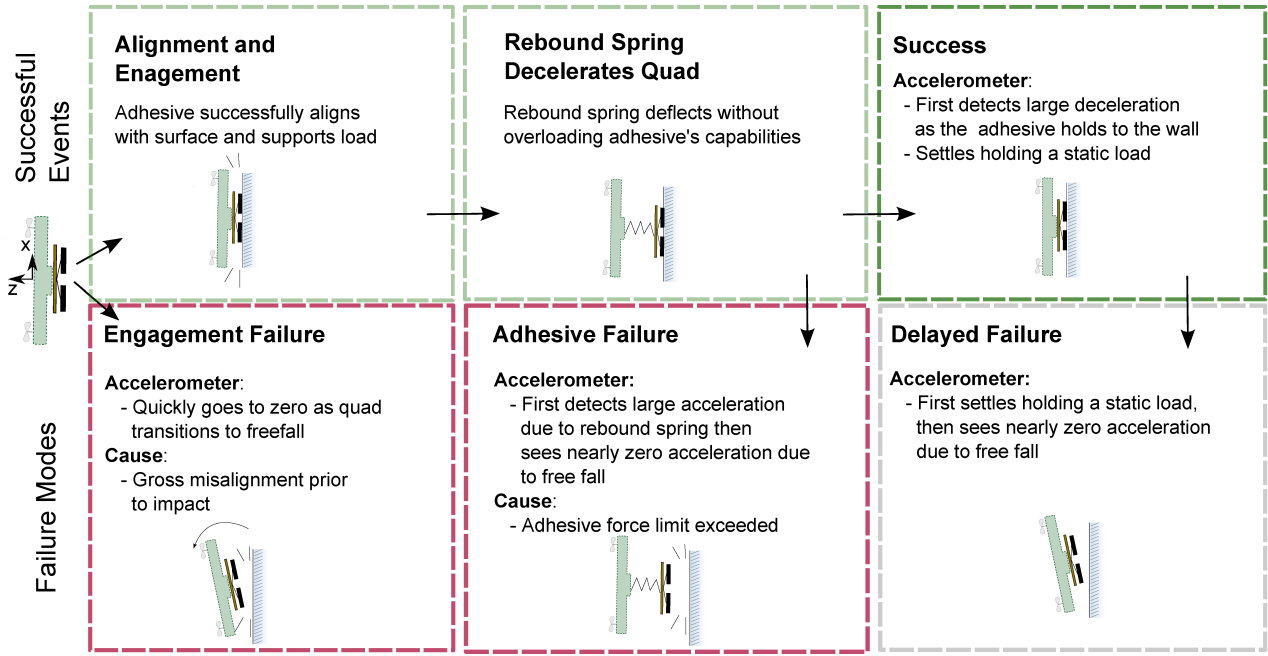 Successful
Events
Alignment and
Enagement
Adhesive successfully aligns
with surface and supports load
Rebound Spring
Decelerates Quad
Rebound spring deflects without
overloading adhesive's capabilities
Success
Accelerometer:
- First detects large deceleration
as the adhesive holds to the wall
- Settles holding a static load
x
z
Failure Modes
Engagement Failure
Accelerometer:
- Quickly goes to zero as quad
transitions to freefall
Cause:
- Gross misalignment prior
to impact
Adhesive Failure
Accelerometer:
- First detects large acceleration
due to rebound spring then
sees nearly zero acceleration due
to free fall
Cause:
- Adhesive force limit exceeded
Delayed Failure
Accelerometer:
- First settles holding a static load,
then sees nearly zero acceleration
due to free fall